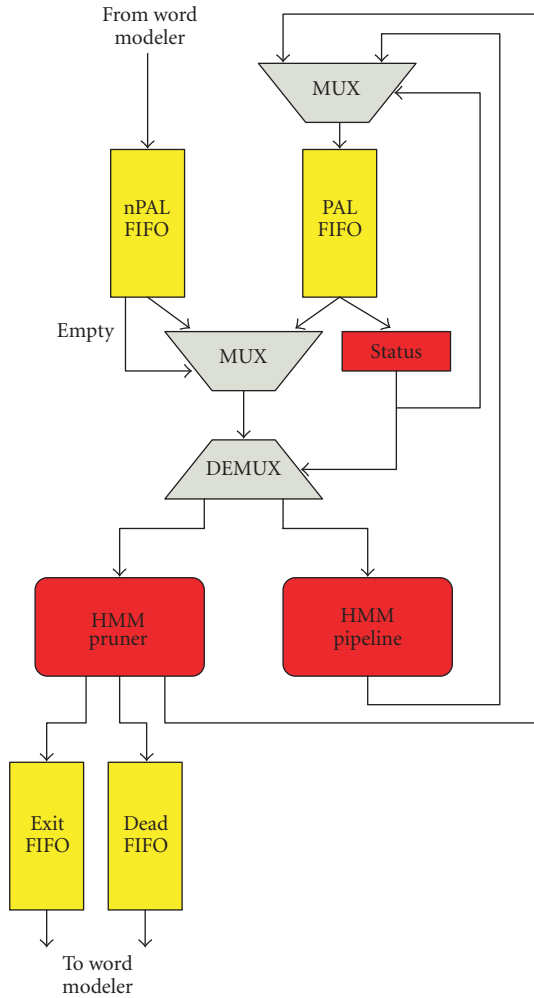 From word
modeler
MUX
nPAL
FIFO
PAL
FIFO
Empty
MUX
Status
DEMUX
HMM
pruner
HMM
pipeline
Exit
FIFO
Dead
FIFO
To word
modeler